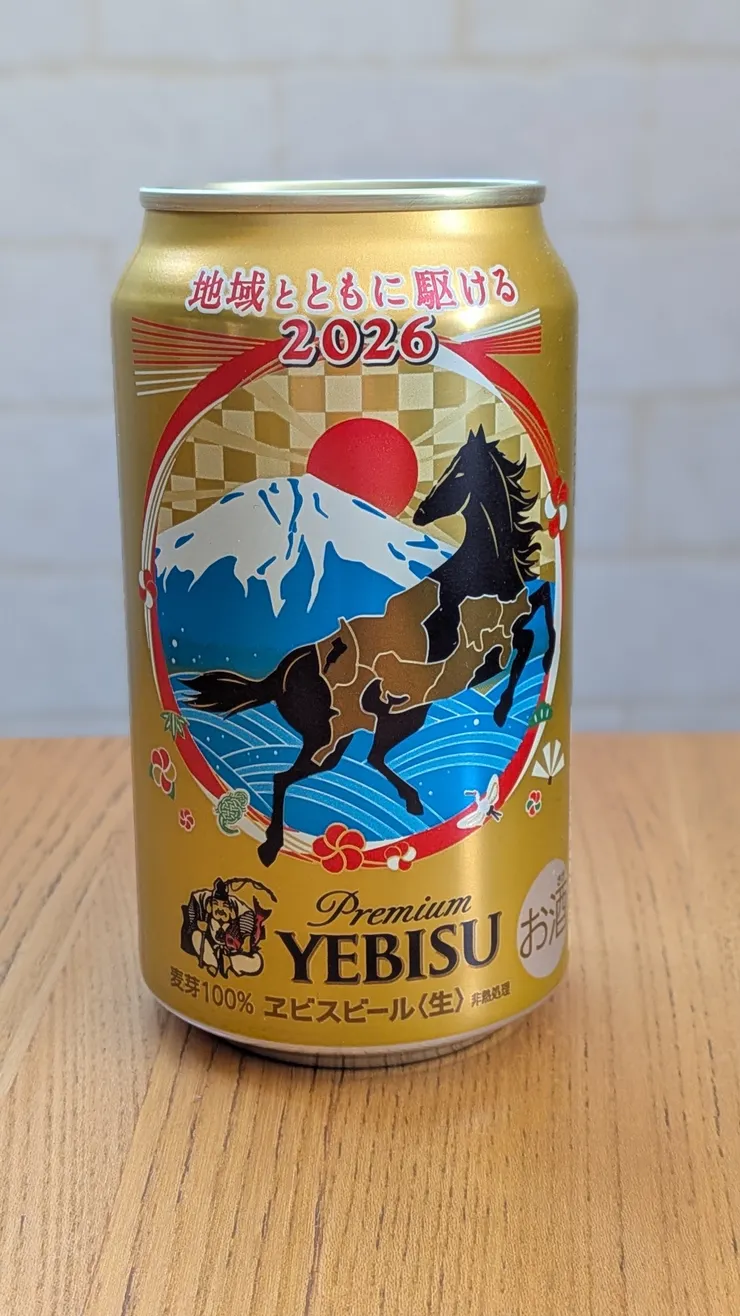 地域とともに駆ける
2026
Premium
YEBISU
お酒
麦芽100% ヱビスビール〈生〉 非熱処理